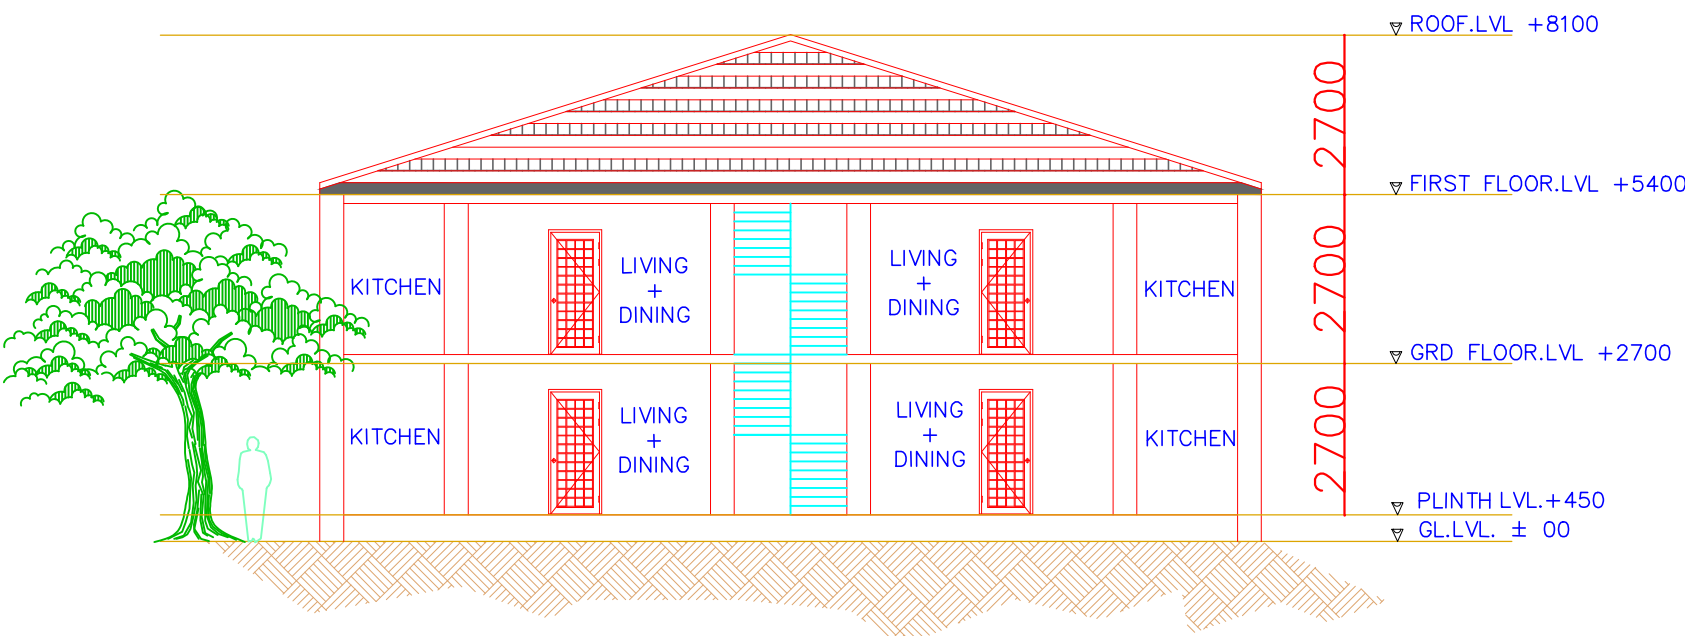 ROOF.LVL +8100
2700
FIRST FLOOR.LVL +5400
LIVING
+
DINING
LIVING
+
DINING
KITCHEN
KITCHEN
2700
GRD FLOOR.LVL +2700
LIVING
+
DINING
LIVING
+
DINING
KITCHEN
KITCHEN
2700
PLINTH LVL.+450
GL.LVL. ± 00